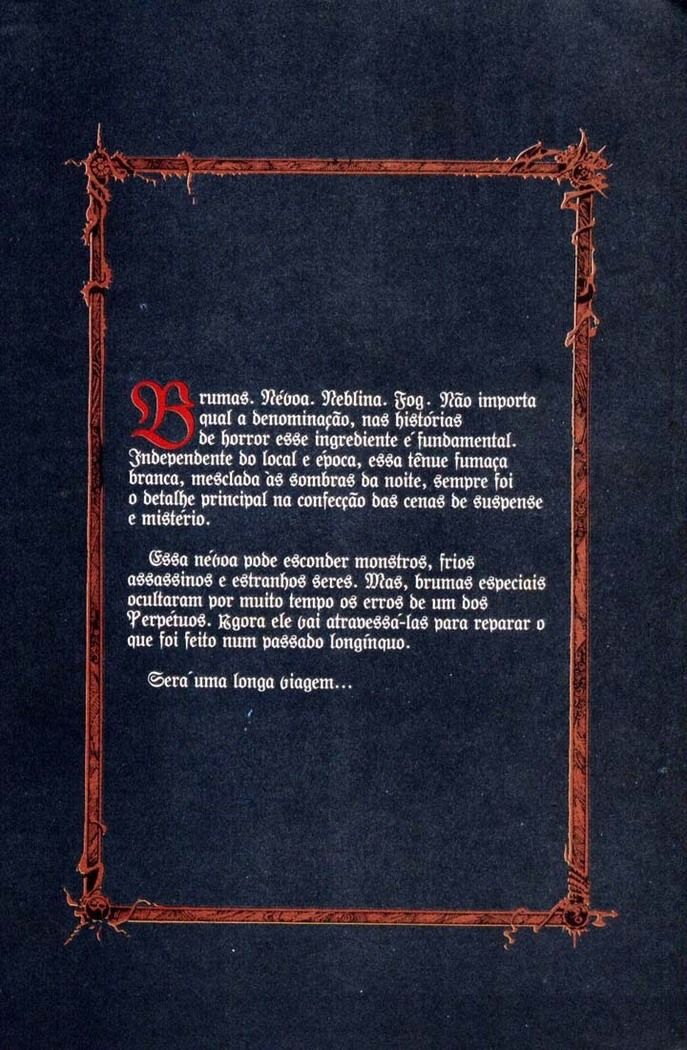 Brumas. Névoa. Neblina. Fog. Não importa
qual a denominação, nas histórias
de horror esse ingrediente é fundamental.
Independente do local e época, essa tênue fumaça
branca, mesclada às sombras da noite, sempre foi
o detalhe principal na confecção das cenas de suspense
e mistério.
Essa névoa pode esconder monstros, frios
assassinos e estranhos seres. Mas, brumas especiais
ocultaram por muito tempo os erros de um dos
Perpétuos. Agora ele vai atravessá-las para reparar o
que foi feito num passado longínquo.
Será uma longa viagem...